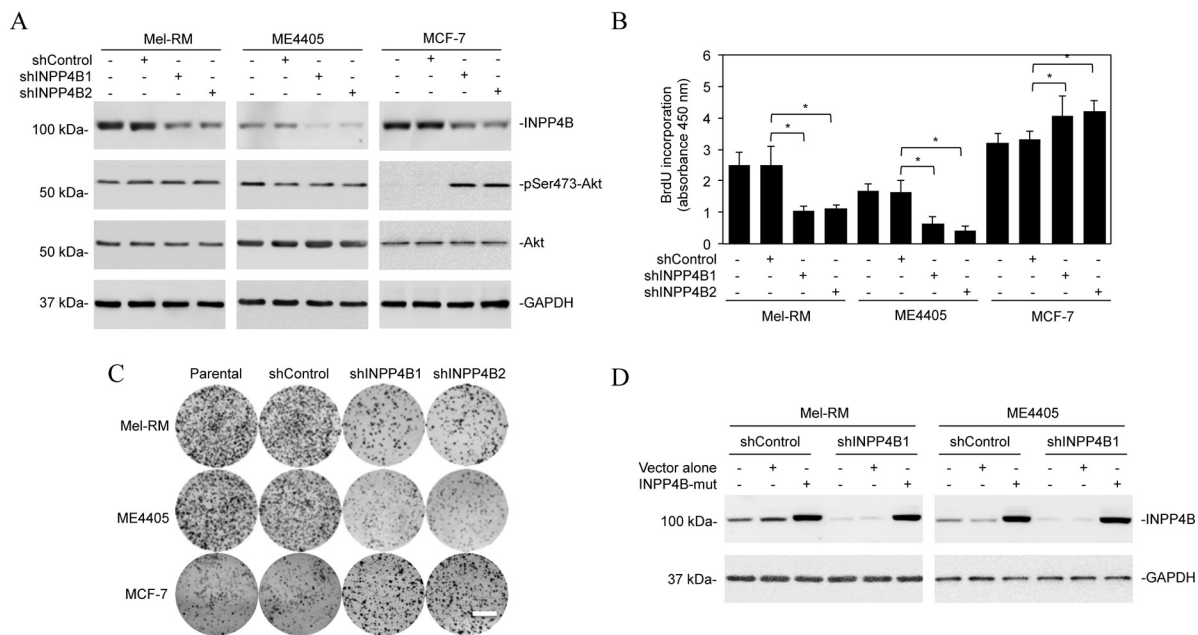 A
Mel-RM ME4405 MCF-7
shControl - + - - - + - - - + - -
shINPP4B1 - - + - - - + - - - + -
shINPP4B2 - - - + - - - + - - - +
100 kDa- -INPP4B
50 kDa- -pSer473-Akt
50 kDa- -Akt
37 kDa- -GAPDH
B
BrdU incorporation
(absorbance 450 nm)
6
5
4
3
2
1
0
* * * * * *
shControl - + - - - + - - - + - -
shINPP4B1 - - + - - - + - - - + -
shINPP4B2 - - - + - - - + - - - +
Mel-RM ME4405 MCF-7
C
Parental shControl shINPP4B1 shINPP4B2
Mel-RM
ME4405
MCF-7
D
Mel-RM ME4405
shControl shINPP4B1 shControl shINPP4B1
Vector alone - + - - + - - + - - + -
INPP4B-mut - - + - - + - - + - - +
100 kDa- -INPP4B
37 kDa- -GAPDH